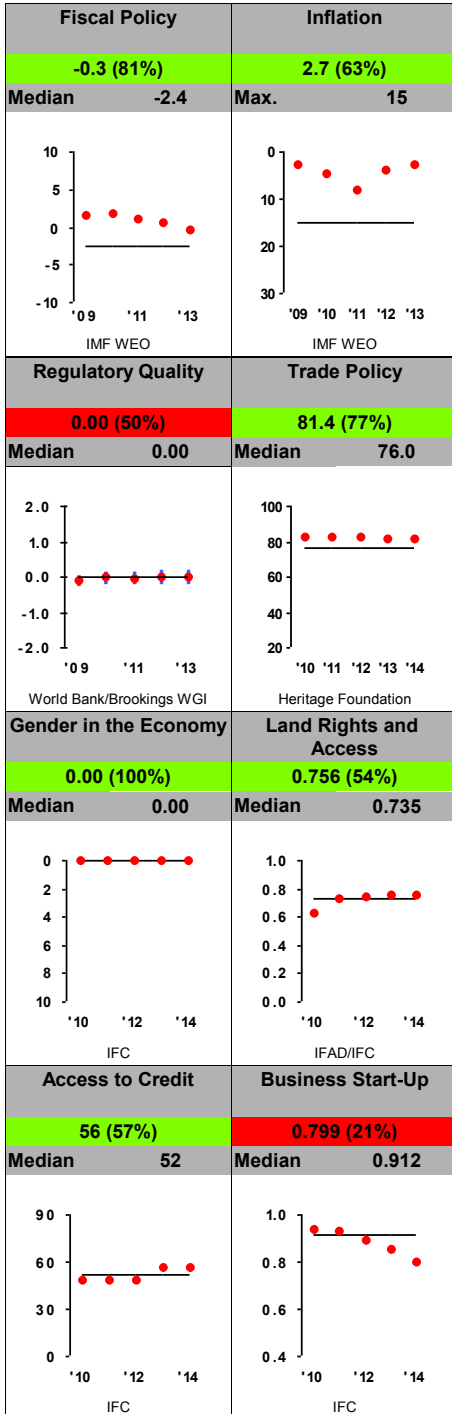 Fiscal Policy
-0.3 (81%)
Median -2.4
10
5
0
-5
-10
'09 '11 '13
IMF WEO
Inflation
2.7 (63%)
Max. 15
0
10
20
30
'09 '10 '11 '12 '13
IMF WEO
Regulatory Quality
0.00 (50%)
Median 0.00
2.0
1.0
0.0
-1.0
-2.0
'09 '11 '13
World Bank/Brookings WGI
Trade Policy
81.4 (77%)
Median 76.0
100
80
60
40
20
'10 '11 '12 '13 '14
Heritage Foundation
Gender in the Economy
0.00 (100%)
Median 0.00
0
2
4
6
8
10
'10 '12 '14
IFC
Land Rights and
Access
0.756 (54%)
Median 0.735
1.0
0.8
0.6
0.4
0.2
0.0
'10 '12 '14
IFAD/IFC
Access to Credit
56 (57%)
Median 52
90
60
30
0
'10 '12 '14
IFC
Business Start-Up
0.799 (21%)
Median 0.912
1.0
0.8
0.6
0.4
'10 '12 '14
IFC